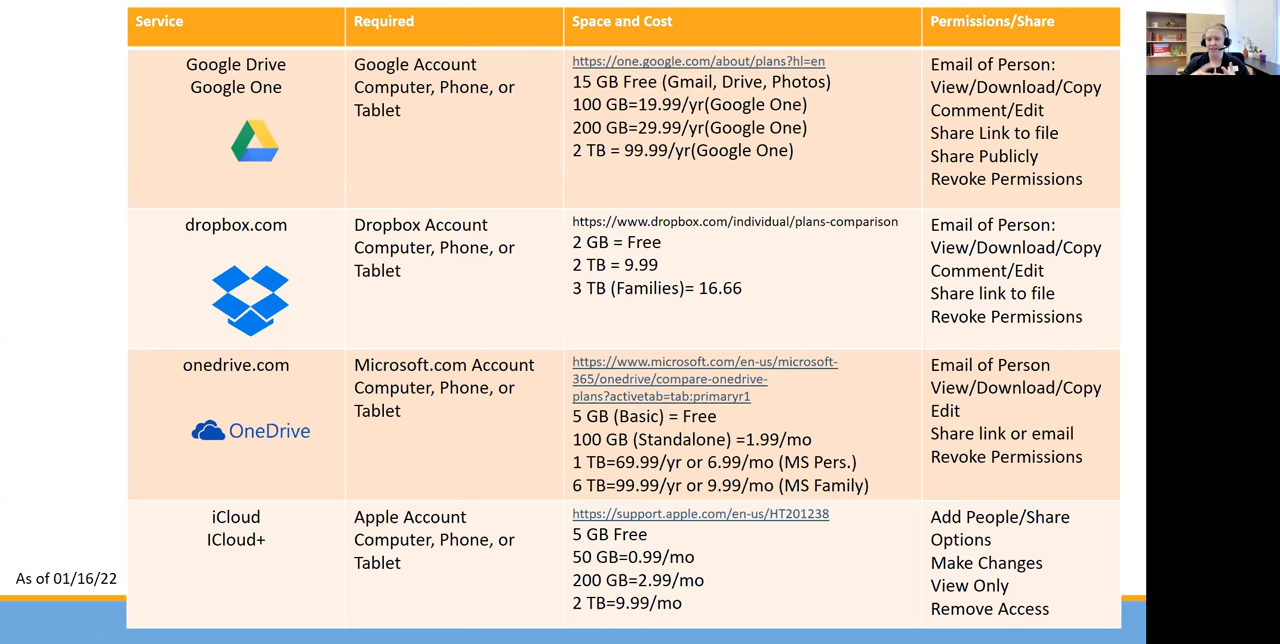 Service
Required
Space and Cost
Permissions/Share
Google Drive
Google One
Google Account
Computer, Phone, or
Tablet
https://one.google.com/about/plans?hl=en
15 GB Free (Gmail, Drive, Photos)
100 GB=19.99/yr(Google One)
200 GB=29.99/yr(Google One)
2 TB = 99.99/yr(Google One)
Email of Person:
View/Download/Copy
Comment/Edit
Share Link to file
Share Publicly
Revoke Permissions
dropbox.com
Dropbox Account
Computer, Phone, or
Tablet
https://www.dropbox.com/individual/plans-comparison
2 GB = Free
2 TB = 9.99
3 TB (Families)= 16.66
Email of Person:
View/Download/Copy
Comment/Edit
Share link to file
Revoke Permissions
onedrive.com
OneDrive
Microsoft.com Account
Computer, Phone, or
Tablet
https://www.microsoft.com/en-us/microsoft-
365/onedrive/compare-onedrive-
plans?activetab=tab:primaryr1
5 GB (Basic) = Free
100 GB (Standalone) =1.99/mo
1 TB=69.99/yr or 6.99/mo (MS Pers.)
6 TB=99.99/yr or 9.99/mo (MS Family)
Email of Person
View/Download/Copy
Edit
Share link or email
Revoke Permissions
iCloud
ICloud+
Apple Account
Computer, Phone, or
Tablet
https://support.apple.com/en-us/HT201238
5 GB Free
50 GB=0.99/mo
200 GB=2.99/mo
2 TB=9.99/mo
Add People/Share
Options
Make Changes
View Only
Remove Access
As of 01/16/22